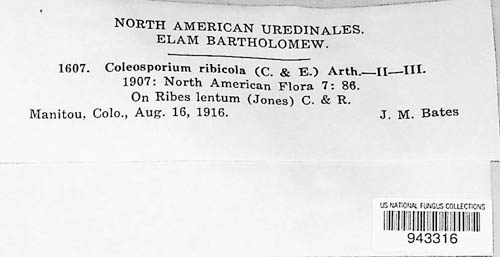 NORTH AMERICAN UREDINALES.
ELAM BARTHOLOMEW.
1607. Coleosporium ribicola (C. & E.) Arth.—II—III.
1907: North American Flora 7: 86.
On Ribes lentum (Jones) C. & R.
Manitou, Colo., Aug. 16, 1916. J. M. Bates
US NATIONAL FUNGUS COLLECTIONS
943316